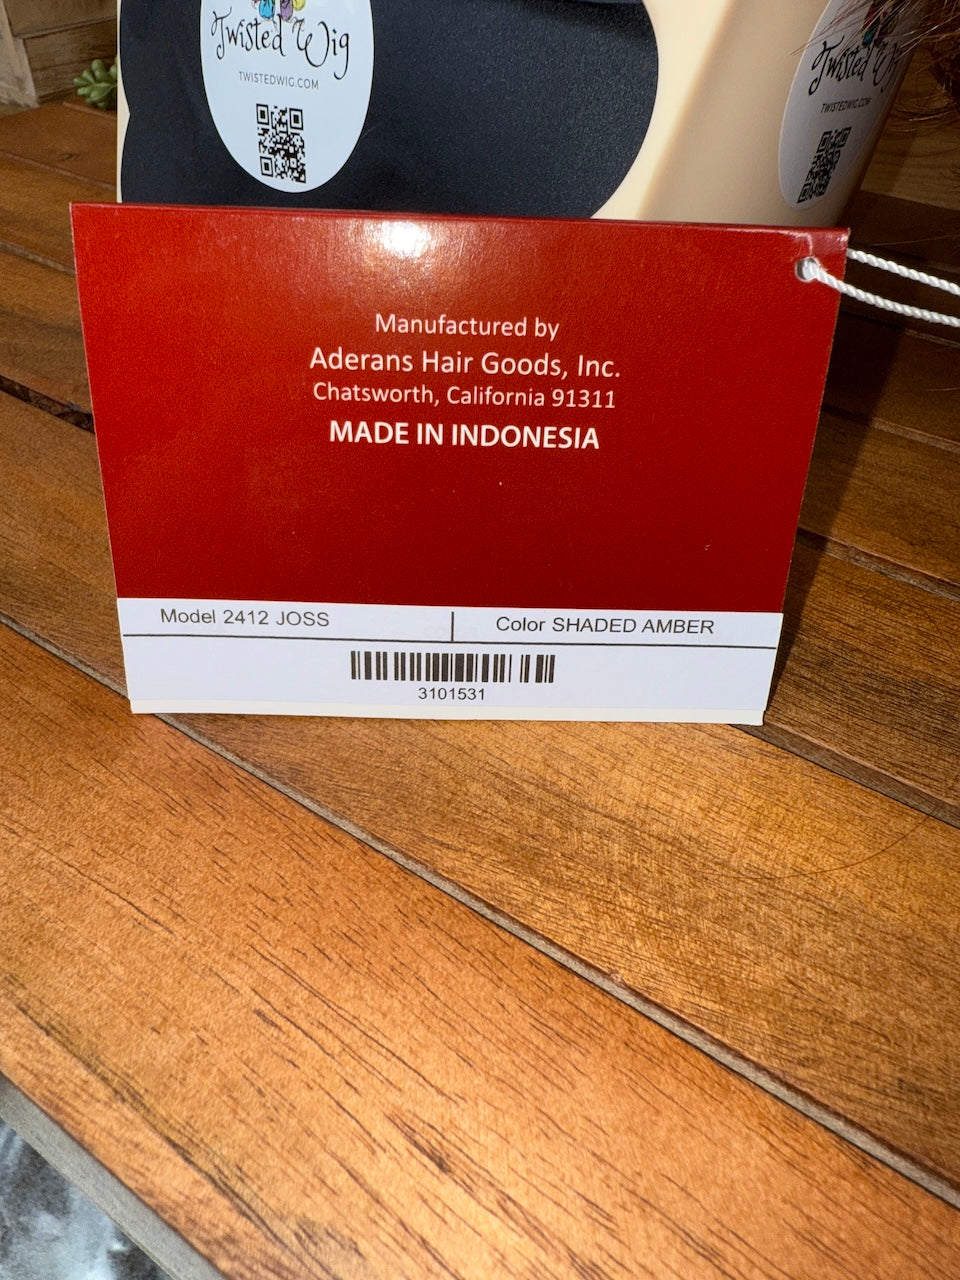 Twisted Wig
TWISTEDWIG.COM
Twisted
TWISTEDWIG.COM
Manufactured by
Aderans Hair Goods, Inc.
Chatsworth, California 91311
MADE IN INDONESIA
Model 2412 JOSS
Color SHADED AMBER
3101531